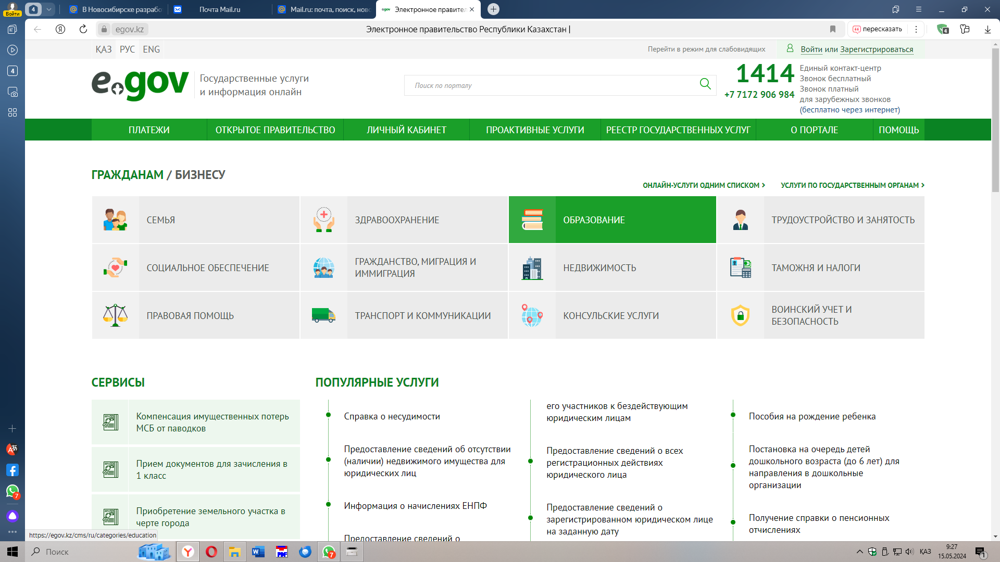 Войти
4
В Новосибирске разрабо
Почта Mail.ru
Mail.ru: почта, поиск, нов
egov
Электронное правител
egov.kz
Электронное правительство Республики Казахстан |
пересказать
4
4
ҚАЗ РУС ENG
Перейти в режим для слабовидящих
Войти или Зарегистрироваться
e.gov
Государственные услуги
и информация онлайн
Поиск по порталу
1414
+7 7172 906 984
Единый контакт-центр
Звонок бесплатный
Звонок платный
для зарубежных звонков
(бесплатно через интернет)
ПЛАТЕЖИ
ОТКРЫТОЕ ПРАВИТЕЛЬСТВО
ЛИЧНЫЙ КАБИНЕТ
ПРОАКТИВНЫЕ УСЛУГИ
РЕЕСТР ГОСУДАРСТВЕННЫХ УСЛУГ
О ПОРТАЛЕ
ПОМОЩЬ
ГРАЖДАНАМ / БИЗНЕСУ
ОНЛАЙН-УСЛУГИ ОДНИМ СПИСКОМ
УСЛУГИ ПО ГОСУДАРСТВЕННЫМ ОРГАНАМ
СЕМЬЯ
ЗДРАВООХРАНЕНИЕ
ОБРАЗОВАНИЕ
ТРУДОУСТРОЙСТВО И ЗАНЯТОСТЬ
СОЦИАЛЬНОЕ ОБЕСПЕЧЕНИЕ
ГРАЖДАНСТВО, МИГРАЦИЯ И
ИММИГРАЦИЯ
НЕДВИЖИМОСТЬ
ТАМОЖНЯ И НАЛОГИ
ПРАВОВАЯ ПОМОЩЬ
ТРАНСПОРТ И КОММУНИКАЦИИ
КОНСУЛЬСКИЕ УСЛУГИ
ВОИНСКИЙ УЧЕТ И
БЕЗОПАСНОСТЬ
СЕРВИСЫ
Компенсация имущественных потерь
МСБ от паводков
Прием документов для зачисления в
1 класс
Приобретение земельного участка в
черте города
ПОПУЛЯРНЫЕ УСЛУГИ
Справка о несудимости
Предоставление сведений об отсутствии
(наличии) недвижимого имущества для
юридических лиц
Информация о начислениях ЕНПФ
Предоставление сведений о
его участников к бездействующим
юридическим лицам
Предоставление сведений о всех
регистрационных действиях
юридического лица
Предоставление сведений о
зарегистрированном юридическом лице
на заданную дату
Пособия на рождение ребенка
Постановка на очередь детей
дошкольного возраста (до 6 лет) для
направления в дошкольные
организации
Получение справки о пенсионных
отчислениях
7
https://egov.kz/cms/ru/categories/education
Поиск
7
ҚАЗ
9:27
15.05.2024
1